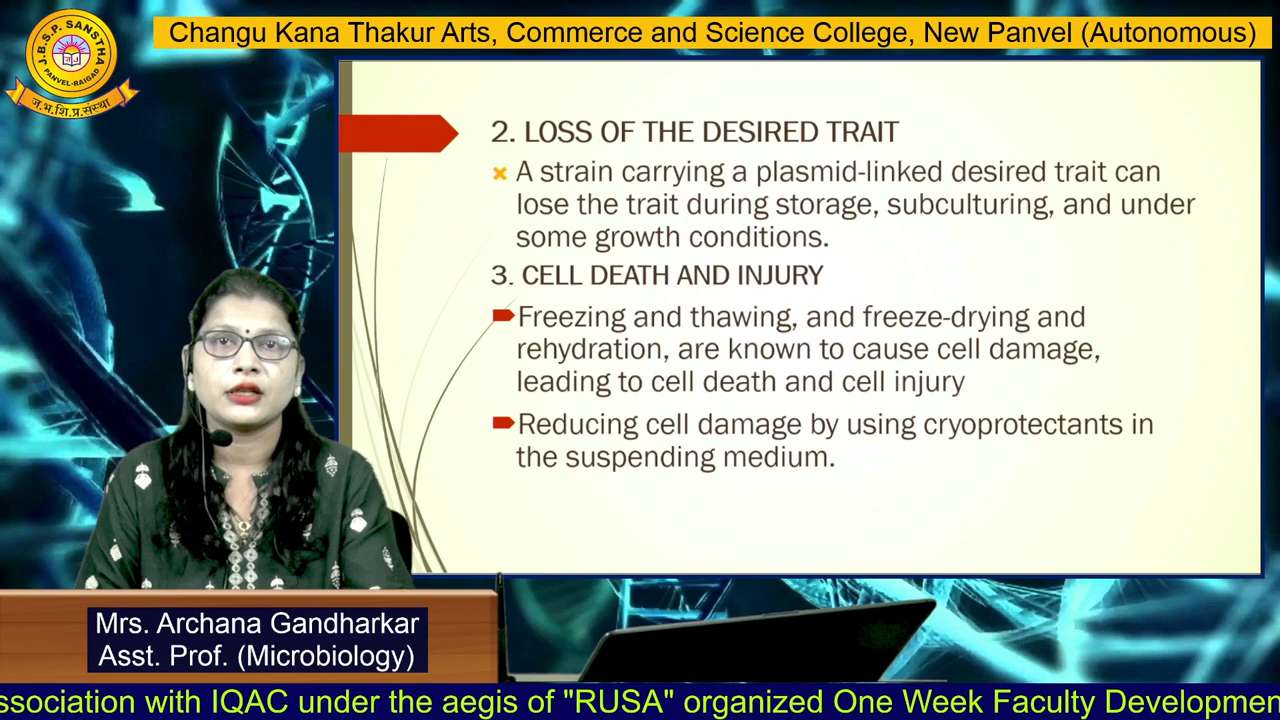 Changu Kana Thakur Arts, Commerce and Science College, New Panvel (Autonomous)
J.B.S.P. SANSTHA
PANVEL-RAIGAD
ज.भ.शि.प्र.संस्था
2. LOSS OF THE DESIRED TRAIT
A strain carrying a plasmid-linked desired trait can
lose the trait during storage, subculturing, and under
some growth conditions.
3. CELL DEATH AND INJURY
Freezing and thawing, and freeze-drying and
rehydration, are known to cause cell damage,
leading to cell death and cell injury
Reducing cell damage by using cryoprotectants in
the suspending medium.
Mrs. Archana Gandharkar
Asst. Prof. (Microbiology)
ssociation with IQAC under the aegis of "RUSA" organized One Week Faculty Developmen